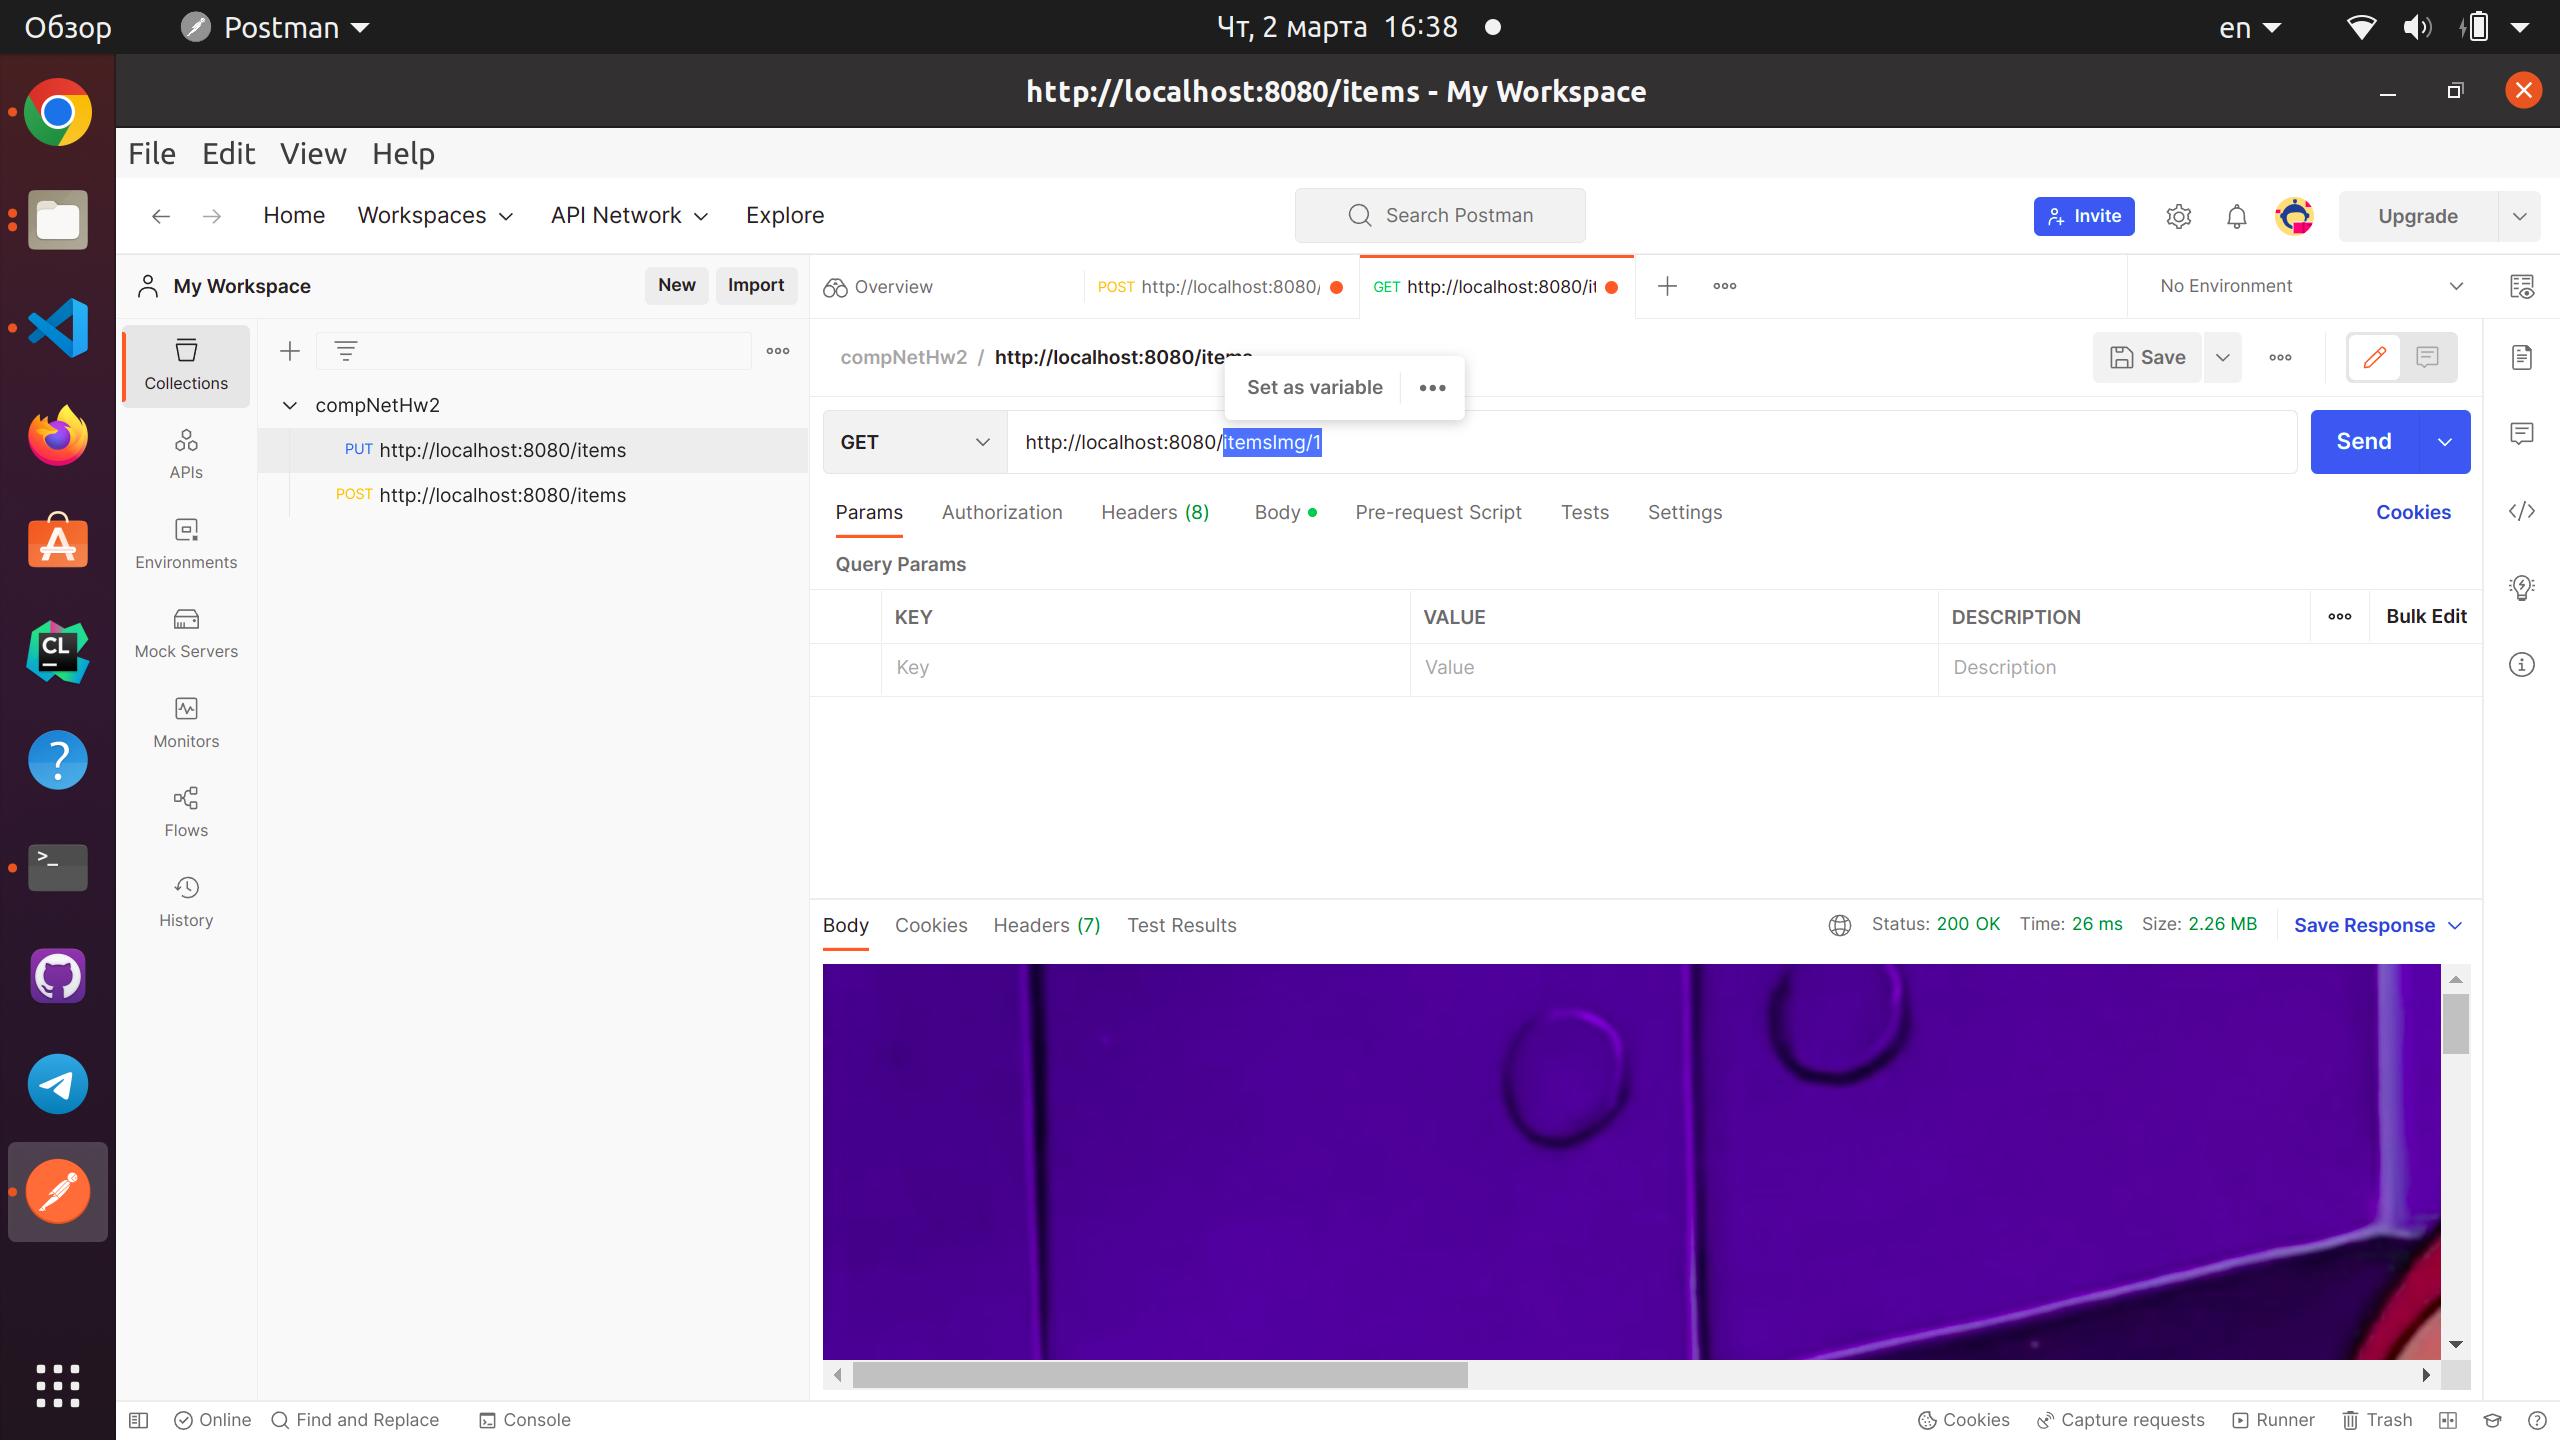 Обзор
Postman
Чт, 2 марта 16:38
en
http://localhost:8080/items - My Workspace
File Edit View Help
Home Workspaces API Network Explore
Search Postman
Invite
Upgrade
My Workspace
New Import
Overview
POST http://localhost:8080/
GET http://localhost:8080/it
No Environment
Collections
APIs
Environments
Mock Servers
Monitors
Flows
History
compNetHw2
PUT http://localhost:8080/items
POST http://localhost:8080/items
compNetHw2 / http://localhost:8080/items
Save
Set as variable
GET
http://localhost:8080/itemsImg/1
Send
Params Authorization Headers (8) Body Pre-request Script Tests Settings
Cookies
Query Params
KEY VALUE DESCRIPTION Bulk Edit
Key Value Description
Body Cookies Headers (7) Test Results
Status: 200 OK Time: 26 ms Size: 2.26 MB Save Response
CL
?
>_
Online Find and Replace Console
Cookies Capture requests Runner Trash